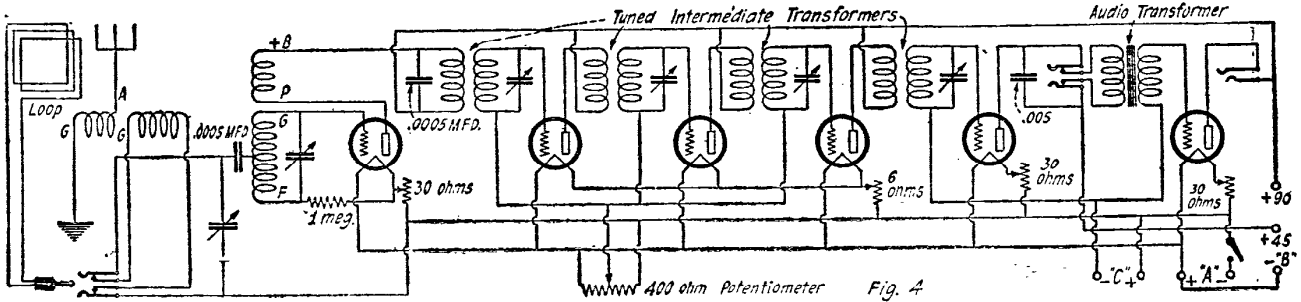 Tuned Intermediate Transformers
Audio Transformer
+B
P
A
Loop
G
G
.0005 MFD
G
F
.0005 MFD.
.005
30 ohms
1 meg.
6 ohms
30 ohms
30 ohms
+90
+45
-"B"
-"C"+
+"A"-
400 ohm Potentiometer
Fig. 4